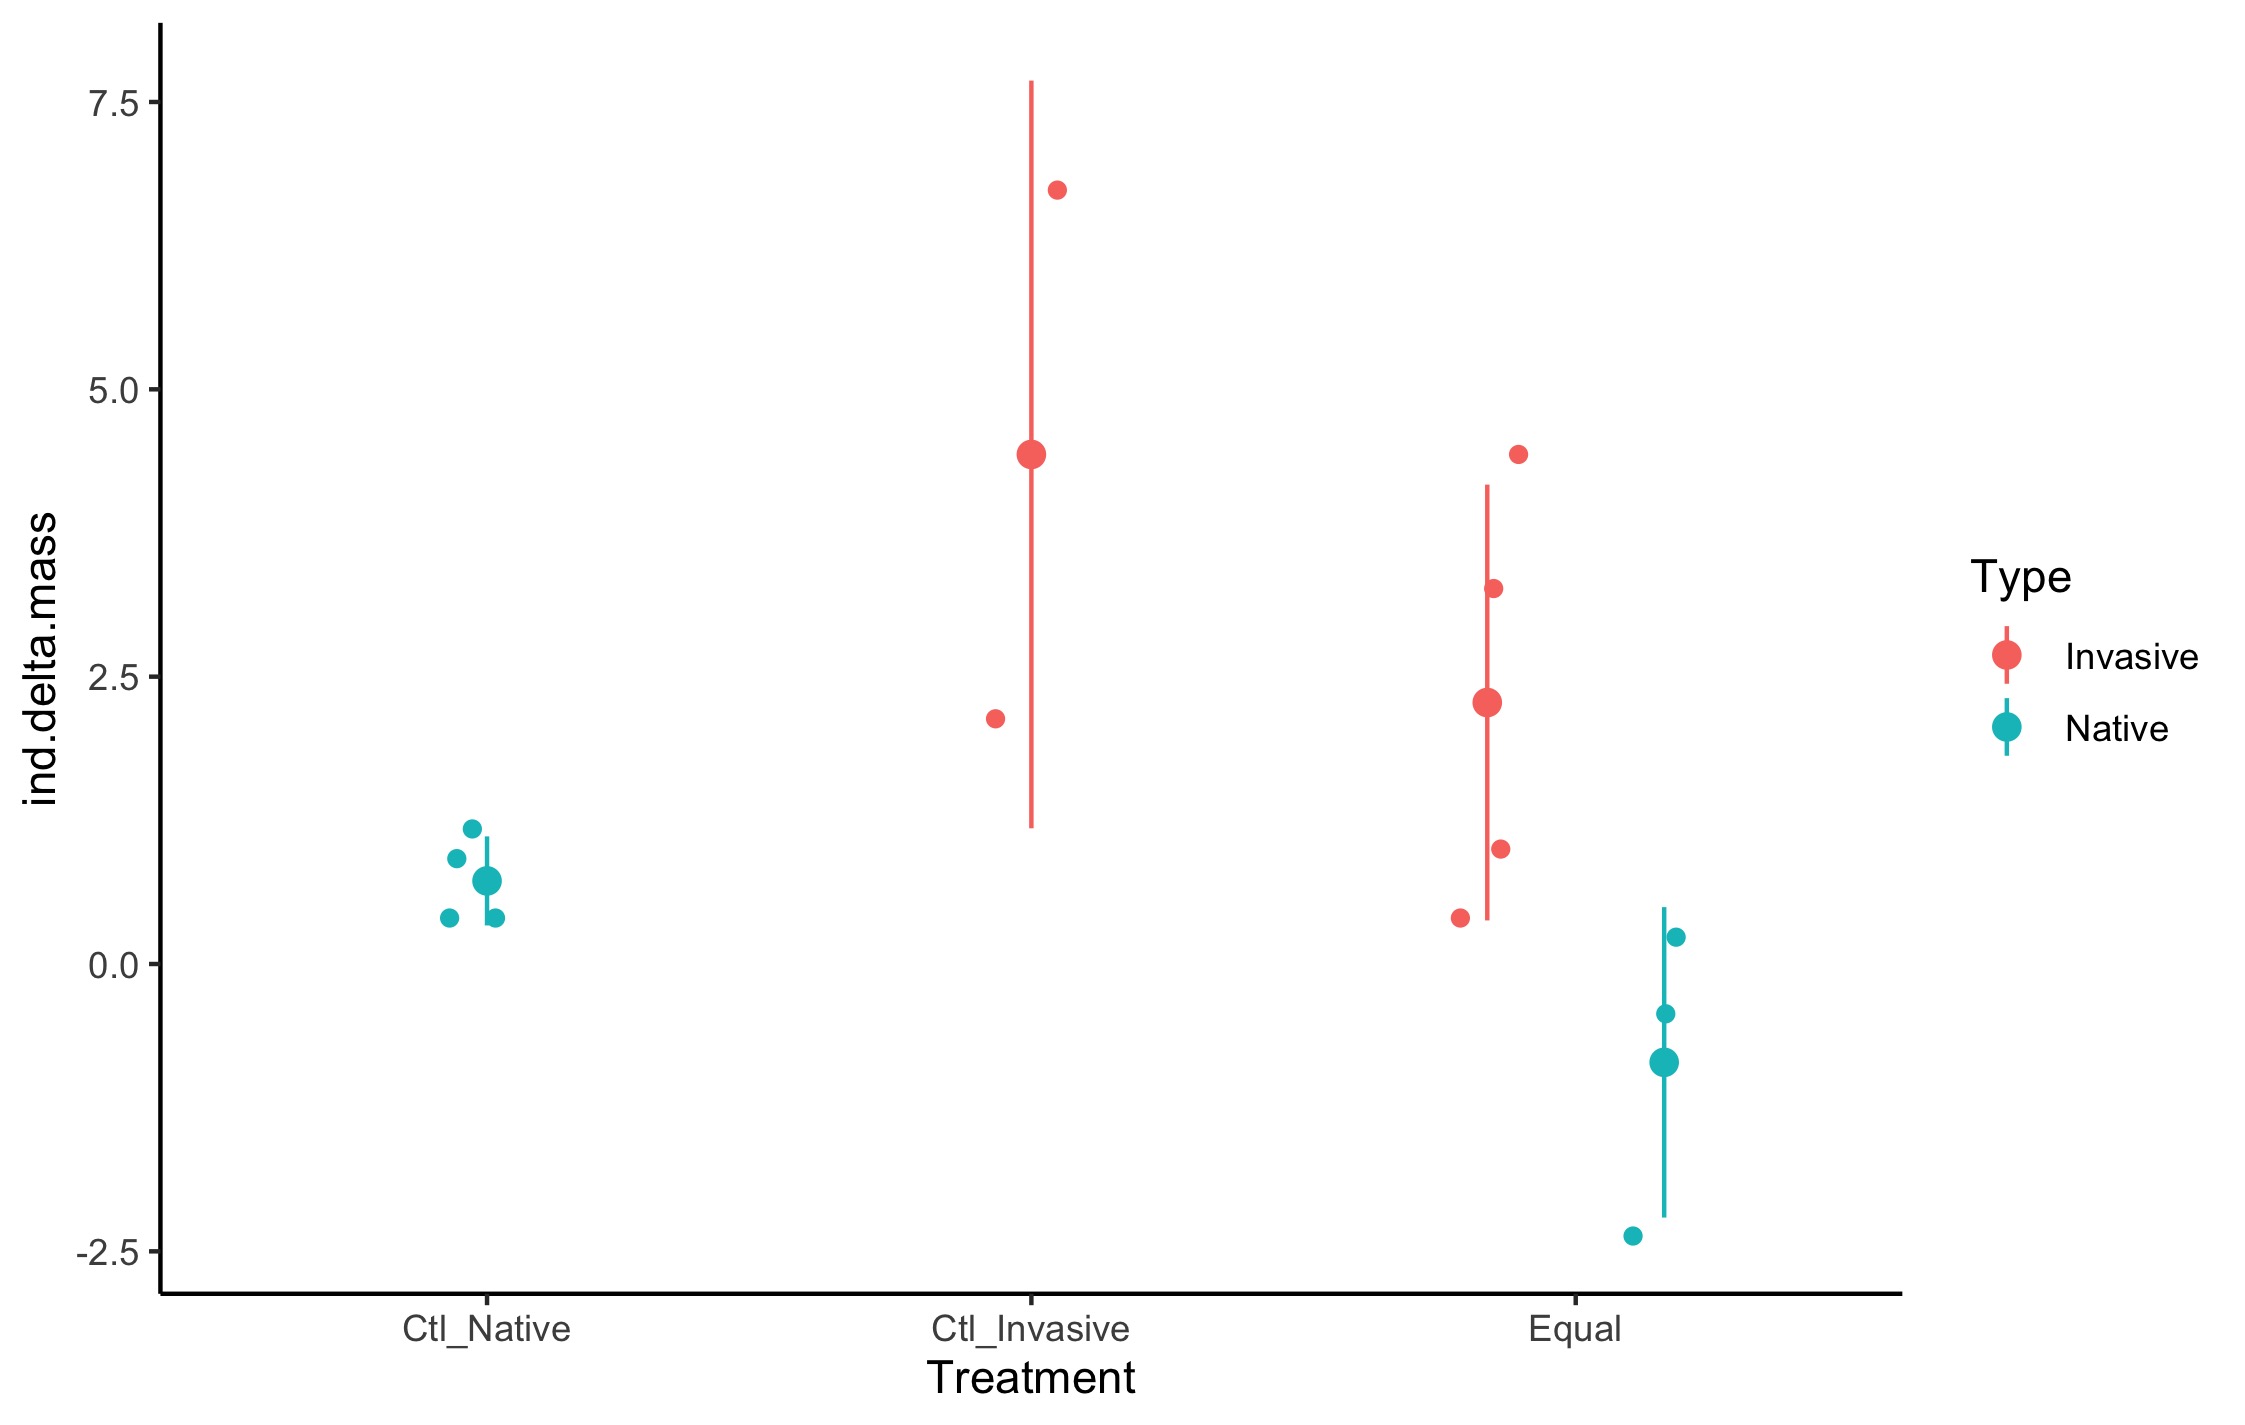 ind.delta.mass
7.5
5.0
2.5
0.0
-2.5
Ctl_Native
Ctl_Invasive
Equal
Treatment
Type
Invasive
Native